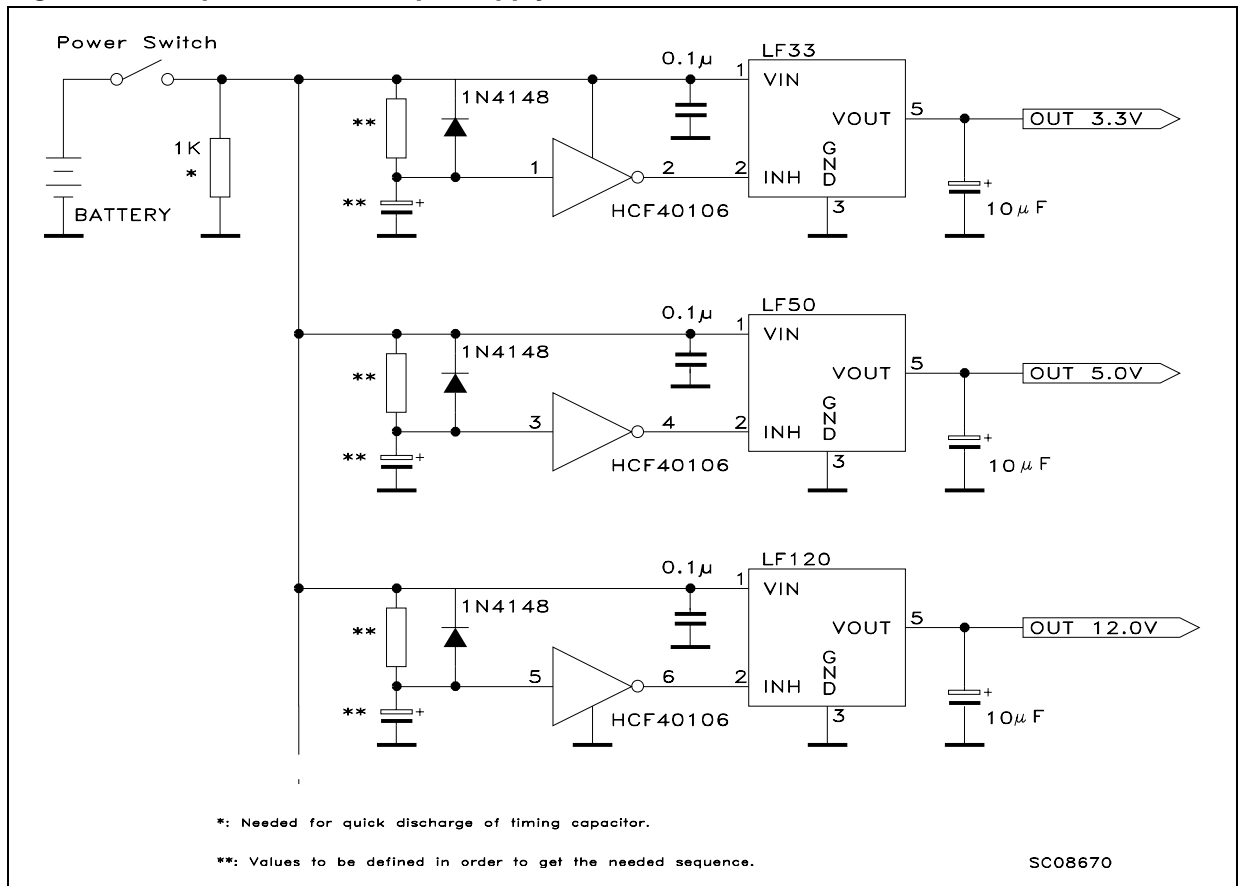 Power Switch
1K
*
BATTERY
**
**
1N4148
1
2
HCF40106
0.1μ
LF33
1
VIN
2
INH
GND
VOUT
5
3
10μF
OUT 3.3V
**
**
1N4148
3
4
HCF40106
0.1μ
LF50
1
VIN
2
INH
GND
VOUT
5
3
10μF
OUT 5.0V
**
**
1N4148
5
6
HCF40106
0.1μ
LF120
1
VIN
2
INH
GND
VOUT
5
3
10μF
OUT 12.0V
*: Needed for quick discharge of timing capacitor.
**: Values to be defined in order to get the needed sequence.
SC08670